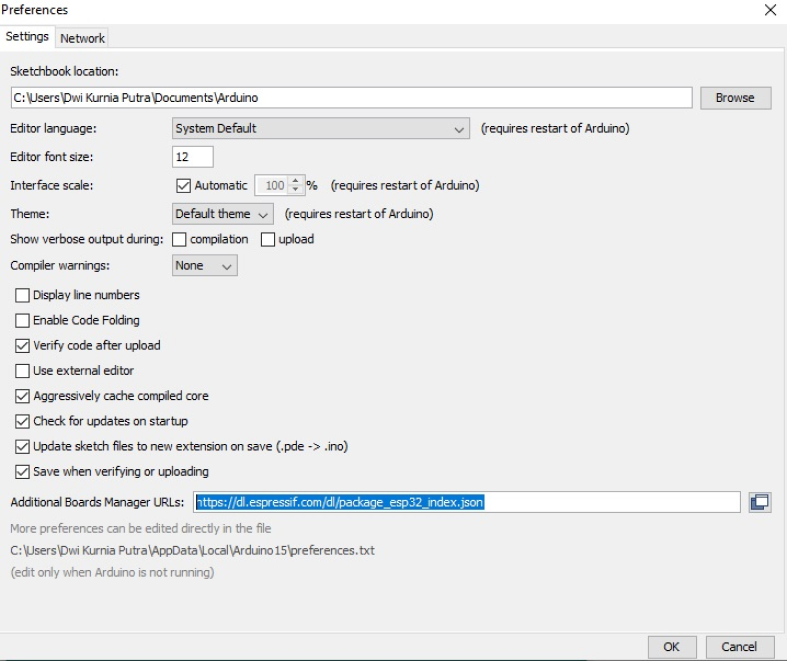 Preferences
Settings Network
Sketchbook location:
C:\Users\Dwi Kurnia Putra\Documents\Arduino Browse
Editor language: System Default (requires restart of Arduino)
Editor font size: 12
Interface scale: Automatic 100 % (requires restart of Arduino)
Theme: Default theme (requires restart of Arduino)
Show verbose output during: compilation upload
Compiler warnings: None
Display line numbers
Enable Code Folding
Verify code after upload
Use external editor
Aggressively cache compiled core
Check for updates on startup
Update sketch files to new extension on save (.pde -> .ino)
Save when verifying or uploading
Additional Boards Manager URLs: https://dl.espressif.com/dl/package_esp32_index.json
More preferences can be edited directly in the file
C:\Users\Dwi Kurnia Putra\AppData\Local\Arduino15\preferences.txt
(edit only when Arduino is not running)
OK Cancel